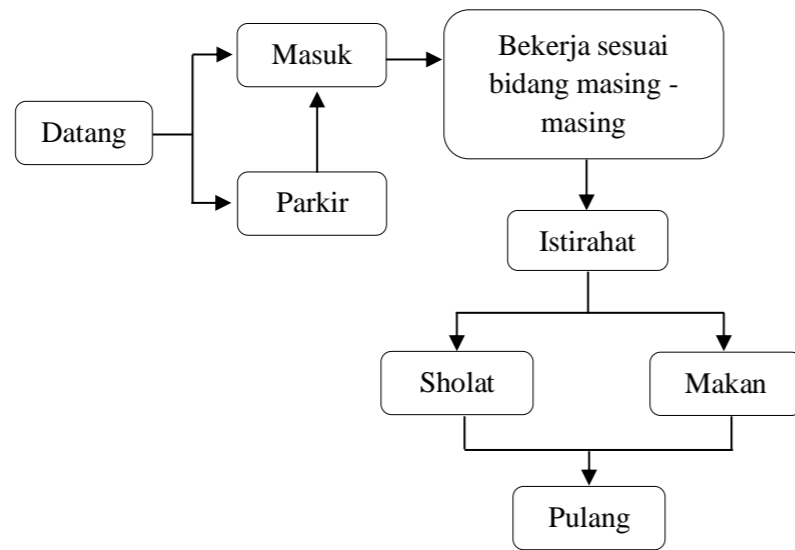 Datang
Masuk
Parkir
Bekerja sesuai
bidang masing -
masing
Istirahat
Sholat
Makan
Pulang